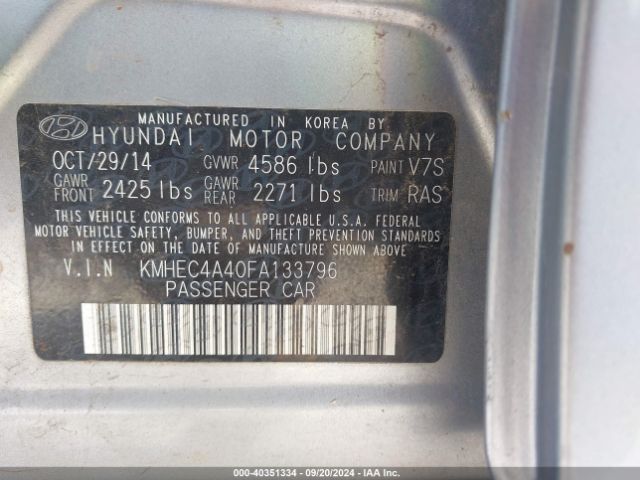 MANUFACTURED IN KOREA BY
HYUNDAI MOTOR COMPANY
OCT/29/14 GVWR 4586 lbs PAINT V7S
GAWR FRONT 2425 lbs GAWR REAR 2271 lbs TRIM RAS
THIS VEHICLE CONFORMS TO ALL APPLICABLE U.S.A. FEDERAL
MOTOR VEHICLE SAFETY, BUMPER, AND THEFT PREVENTION STANDARDS
IN EFFECT ON THE DATE OF MANUFACTURE SHOWN ABOVE
V.I.N KMHEC4A40FA133796
PASSENGER CAR
000-40351334 - 09/20/2024 - IAA Inc.